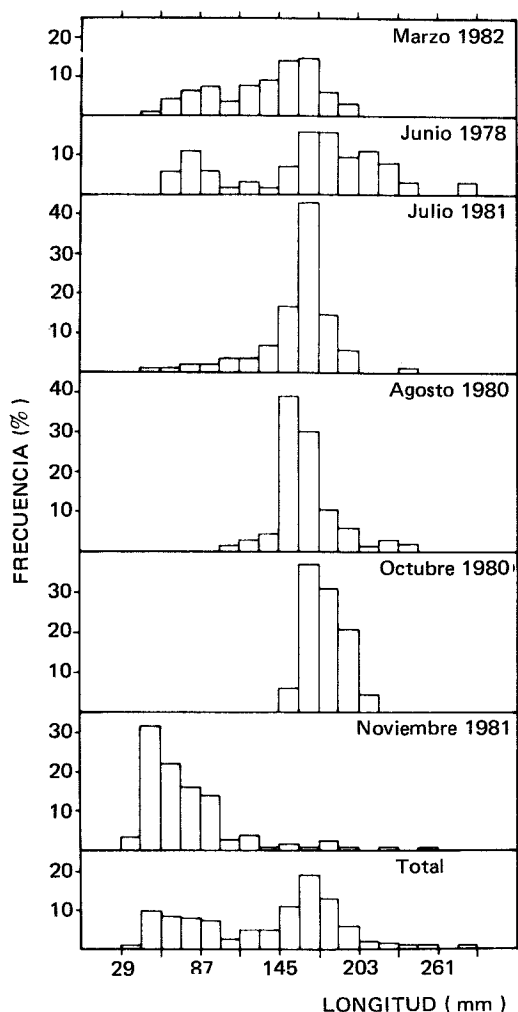 Marzo 1982
20
10
Junio 1978
10
Julio 1981
40
30
20
10
Agosto 1980
40
30
20
10
Octubre 1980
30
20
10
Noviembre 1981
30
20
10
Total
20
10
FRECUENCIA (%)
29 87 145 203 261
LONGITUD (mm)